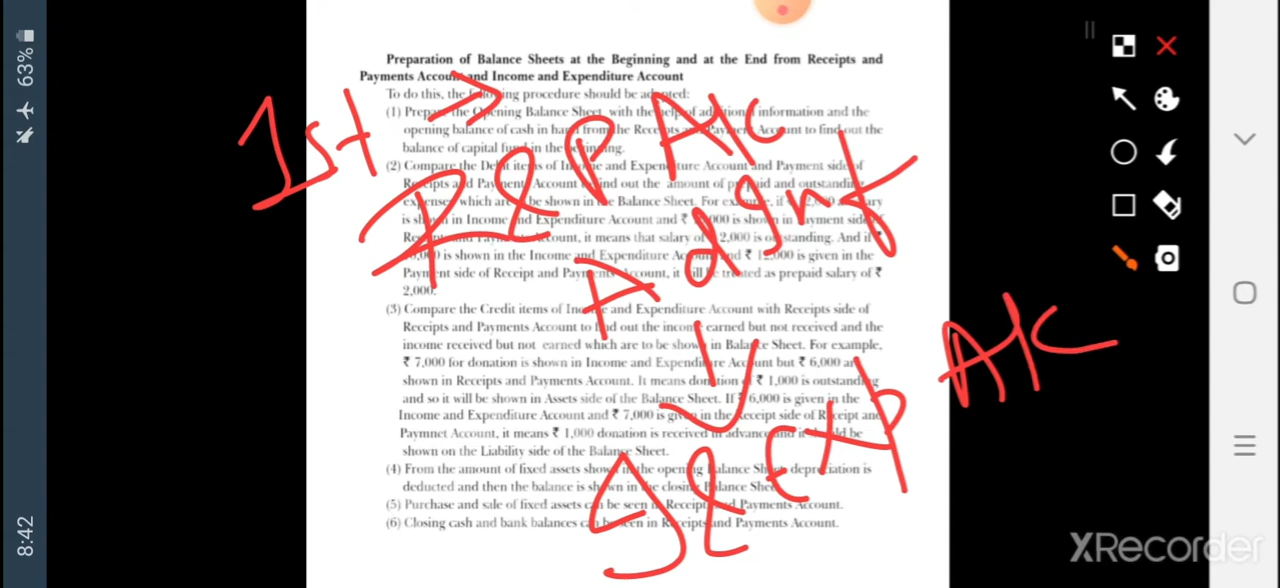 Preparation of Balance Sheets at the Beginning and at the End from Receipts and
Payments Account and Income and Expenditure Account
To do this, the following procedure should be adopted:
(1) Prepare the Opening Balance Sheet, with the help of additional information and the
opening balance of cash in hand from the Receipts and Payment Account to find out the
balance of capital fund in the beginning.
(2) Compare the Debit items of Income and Expenditure Account and Payment side of
Receipts and Payment Account to find out the amount of prepaid and outstanding
expenses which are to be shown in the Balance Sheet. For example, if ₹ 12,000 salary
is shown in Income and Expenditure Account and ₹ 10,000 is shown in Payment side of
Receipts and Payment Account, it means that salary of ₹ 2,000 is outstanding. And if ₹
10,000 is shown in the Income and Expenditure Account and ₹ 12,000 is given in the
Payment side of Receipt and Payments Account, it will be treated as prepaid salary of ₹
2,000.
(3) Compare the Credit items of Income and Expenditure Account with Receipts side of
Receipts and Payments Account to find out the income earned but not received and the
income received but not earned which are to be shown in Balance Sheet. For example,
₹ 7,000 for donation is shown in Income and Expenditure Account but ₹ 6,000 are
shown in Receipts and Payments Account. It means donation of ₹ 1,000 is outstanding
and so it will be shown in Assets side of the Balance Sheet. If ₹ 6,000 is given in the
Income and Expenditure Account and ₹ 7,000 is given in the Receipt side of Receipt and
Paymnet Account, it means ₹ 1,000 donation is received in advance and it should be
shown on the Liability side of the Balance Sheet.
(4) From the amount of fixed assets shown in the opening Balance Sheet, depreciation is
deducted and then the balance is shown in the closing Balance Sheet.
(5) Purchase and sale of fixed assets can be seen in Receipts and Payments Account.
(6) Closing cash and bank balances can be seen in Receipts and Payments Account.
1st → R&P A/c
Adjnt
I & Exp A/c
63%
8:42
XRecorder